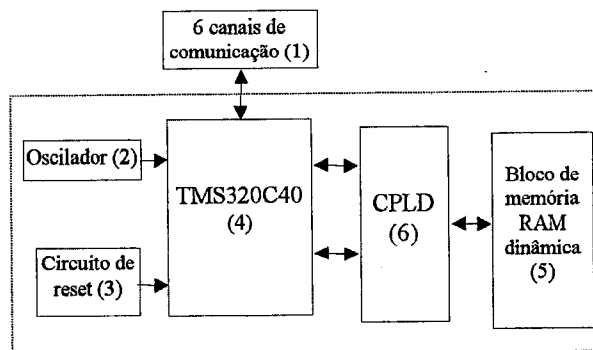 6 canais de
comunicação (1)
Oscilador (2)
Circuito de
reset (3)
TMS320C40
(4)
CPLD
(6)
Bloco de
memória
RAM
dinâmica
(5)